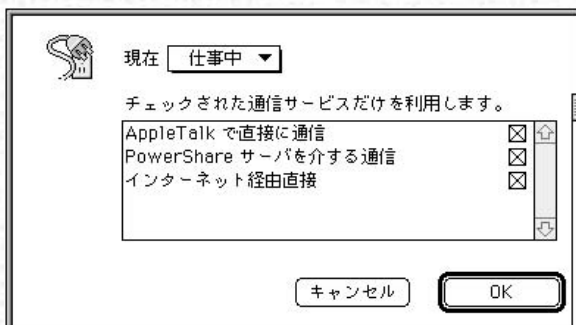 現在 仕事中
チェックされた通信サービスだけを利用します。
AppleTalk で直接に通信
PowerShare サーバを介する通信
インターネット経由直接
キャンセル OK